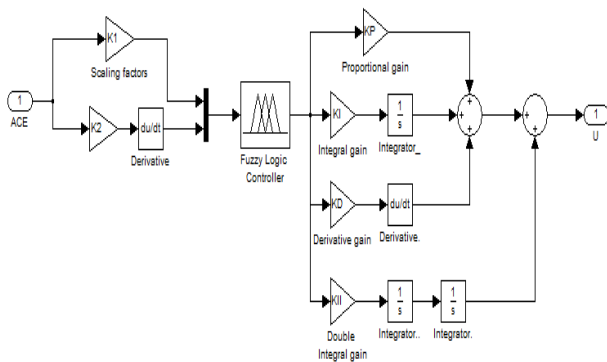 K1
Scaling factors
1
ACE
K2
du/dt
Derivative
Fuzzy Logic
Controller
KP
Proportional gain
KI
Integral gain
1
s
Integrator_
KD
Derivative gain
du/dt
Derivative.
KII
Double
Integral gain
1
s
Integrator..
1
s
Integrator.
+
+
+
+
+
1
U